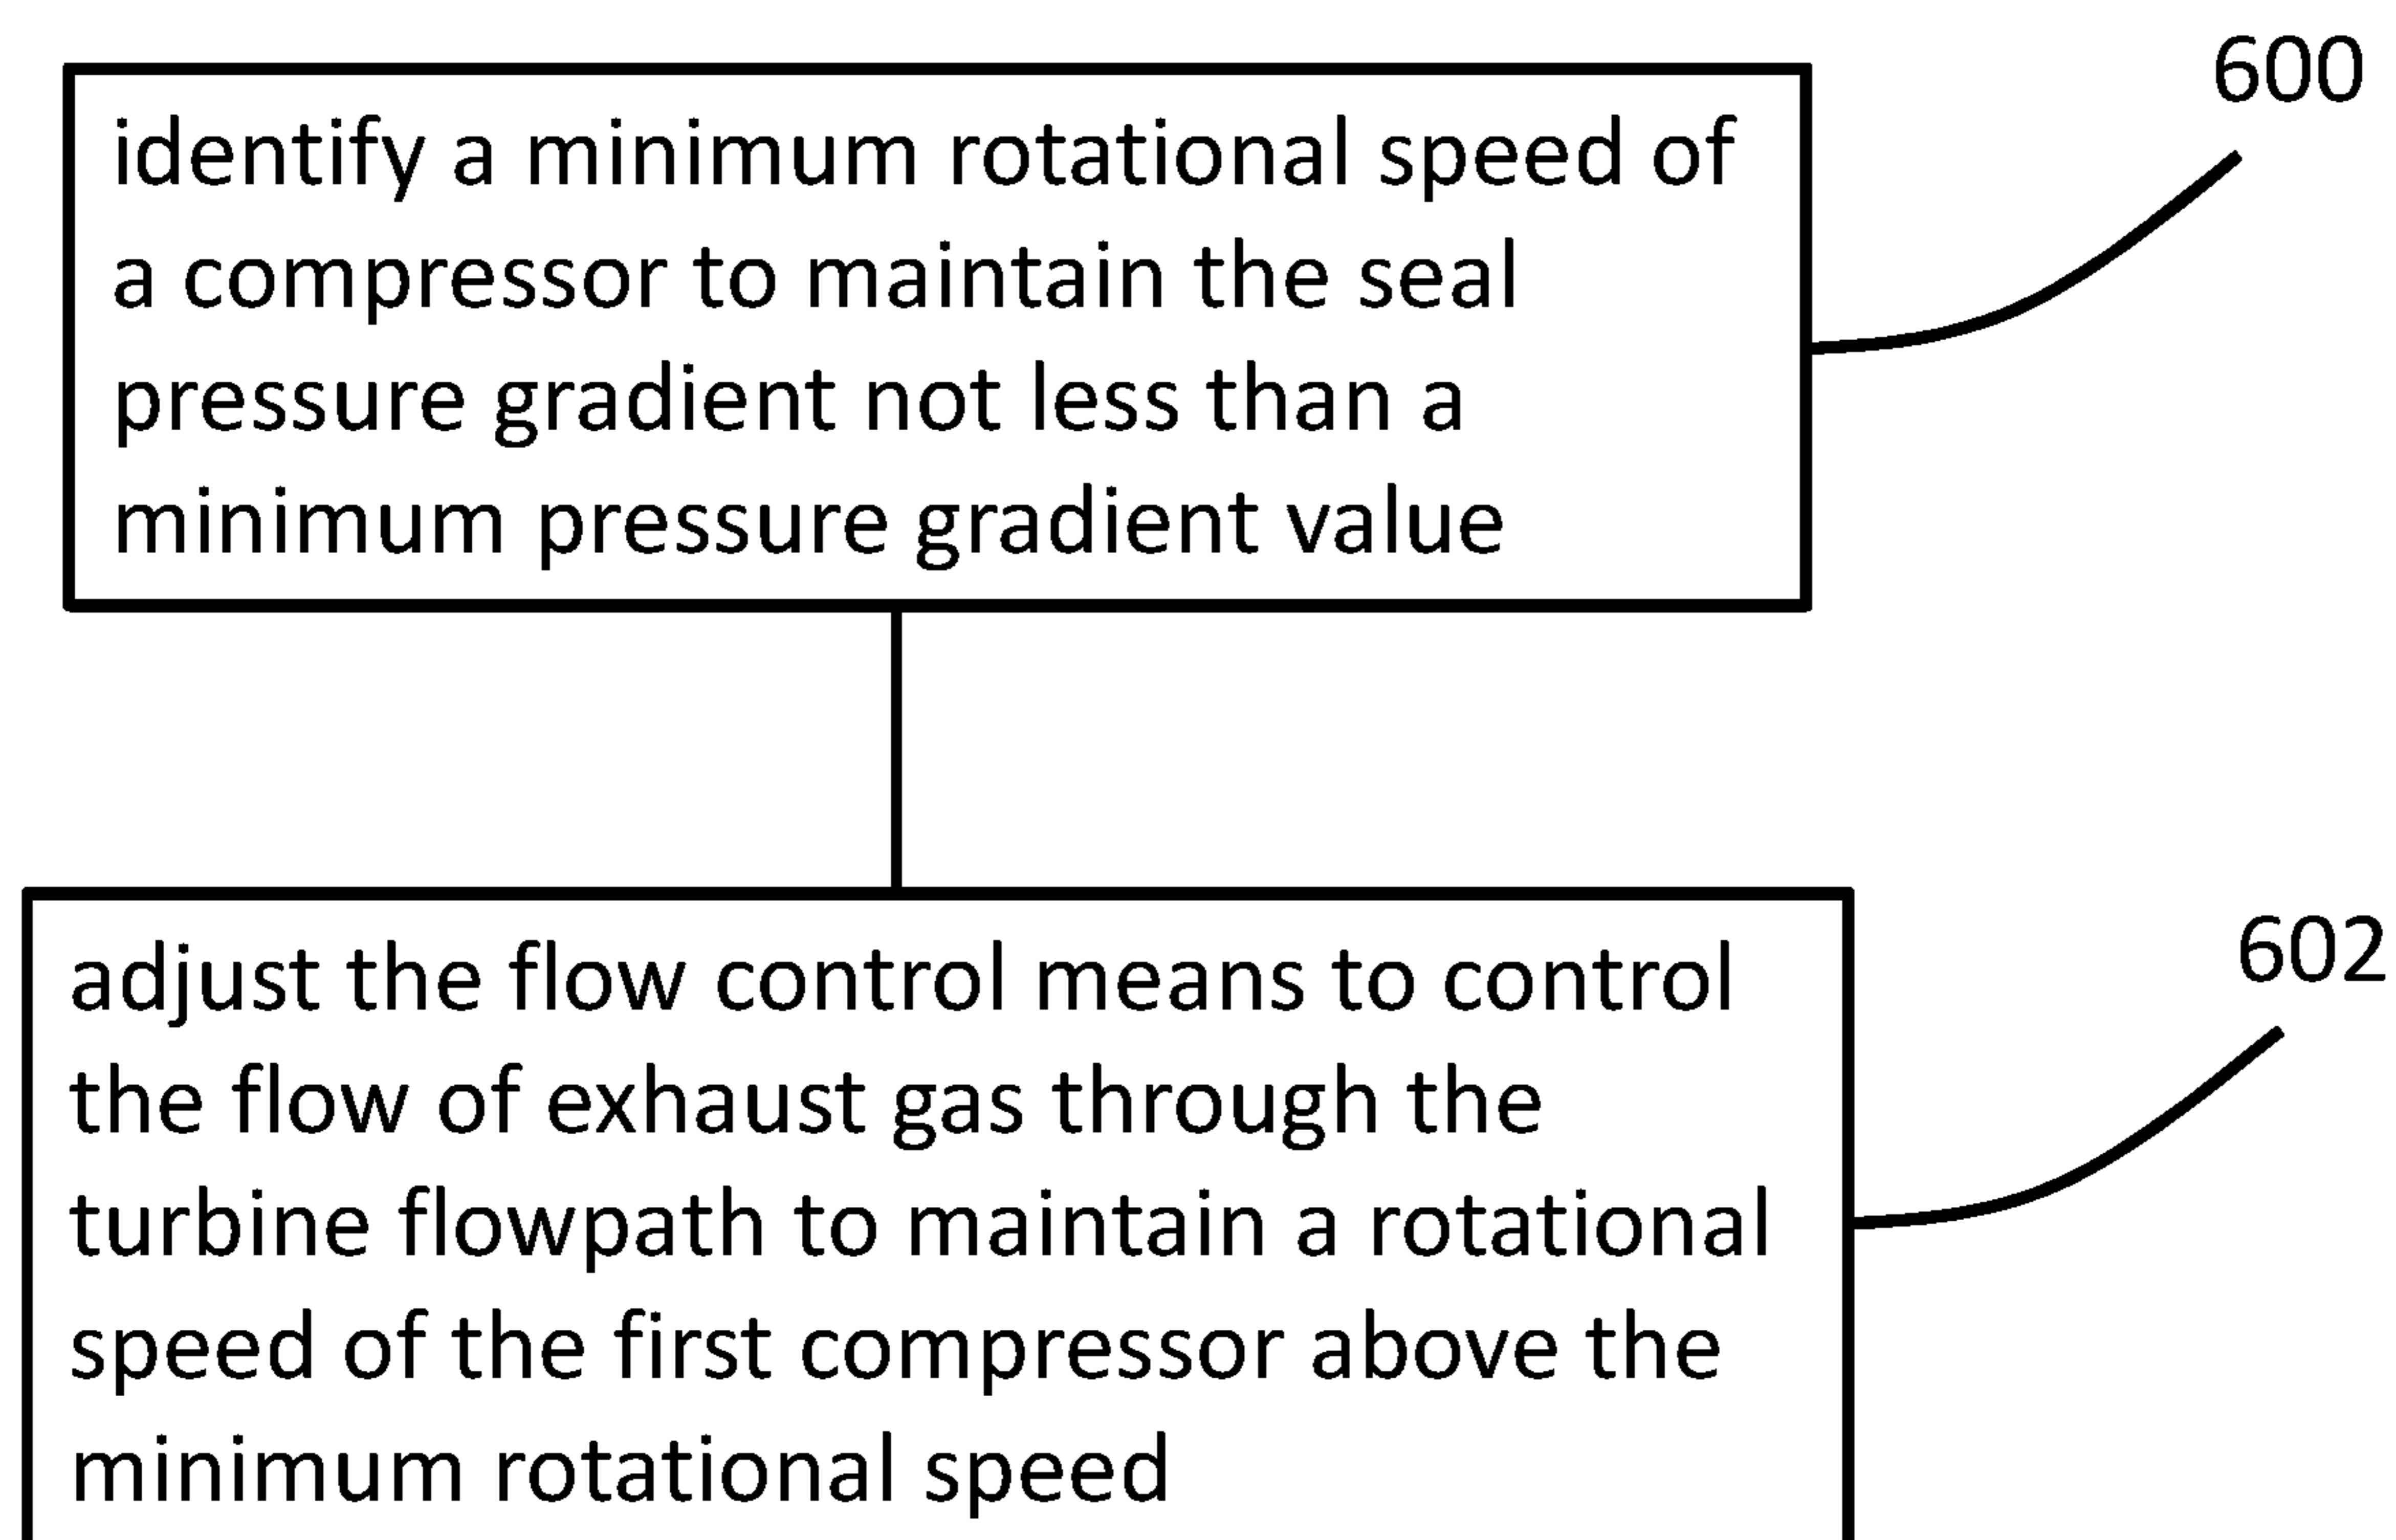 600
identify a minimum rotational speed of
a compressor to maintain the seal
pressure gradient not less than a
minimum pressure gradient value
602
adjust the flow control means to control
the flow of exhaust gas through the
turbine flowpath to maintain a rotational
speed of the first compressor above the
minimum rotational speed